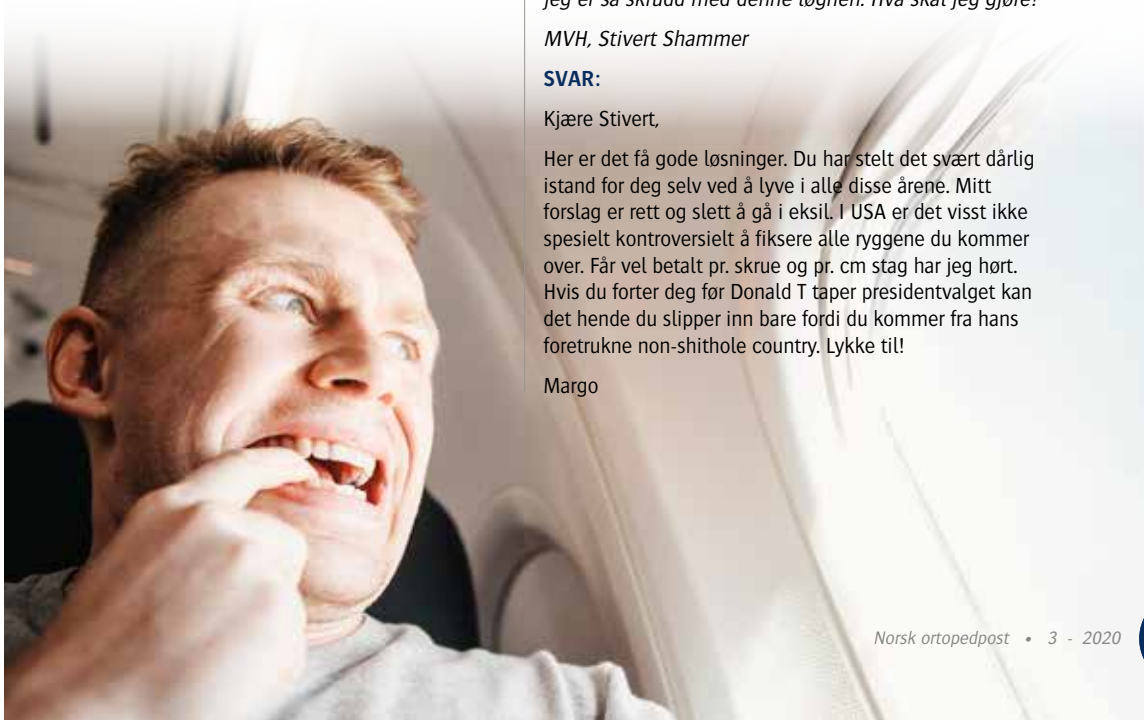 jeg er så skrudd med denne løgnen. Hva skal jeg gjøre?
MVH, Stivert Shammer
SVAR:
Kjære Stivert,
Her er det få gode løsninger. Du har stelt det svært dårlig
istand for deg selv ved å lyve i alle disse årene. Mitt
forslag er rett og slett å gå i eksil. I USA er det visst ikke
spesielt kontroversielt å fiksere alle ryggene du kommer
over. Får vel betalt pr. skrue og pr. cm stag har jeg hørt.
Hvis du forter deg før Donald T taper presidentvalget kan
det hende du slipper inn bare fordi du kommer fra hans
foretrukne non-shithole country. Lykke til!
Margo
Norsk ortopedpost • 3 - 2020